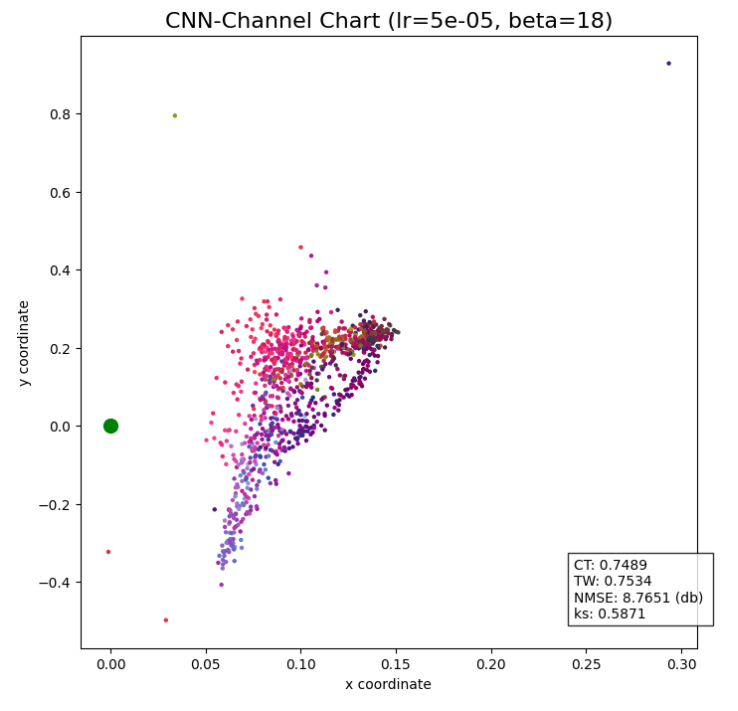 CNN-Channel Chart (lr=5e-05, beta=18)
y coordinate
0.8
0.6
0.4
0.2
0.0
−0.2
−0.4
CT: 0.7489
TW: 0.7534
NMSE: 8.7651 (db)
ks: 0.5871
0.00 0.05 0.10 0.15 0.20 0.25 0.30
x coordinate